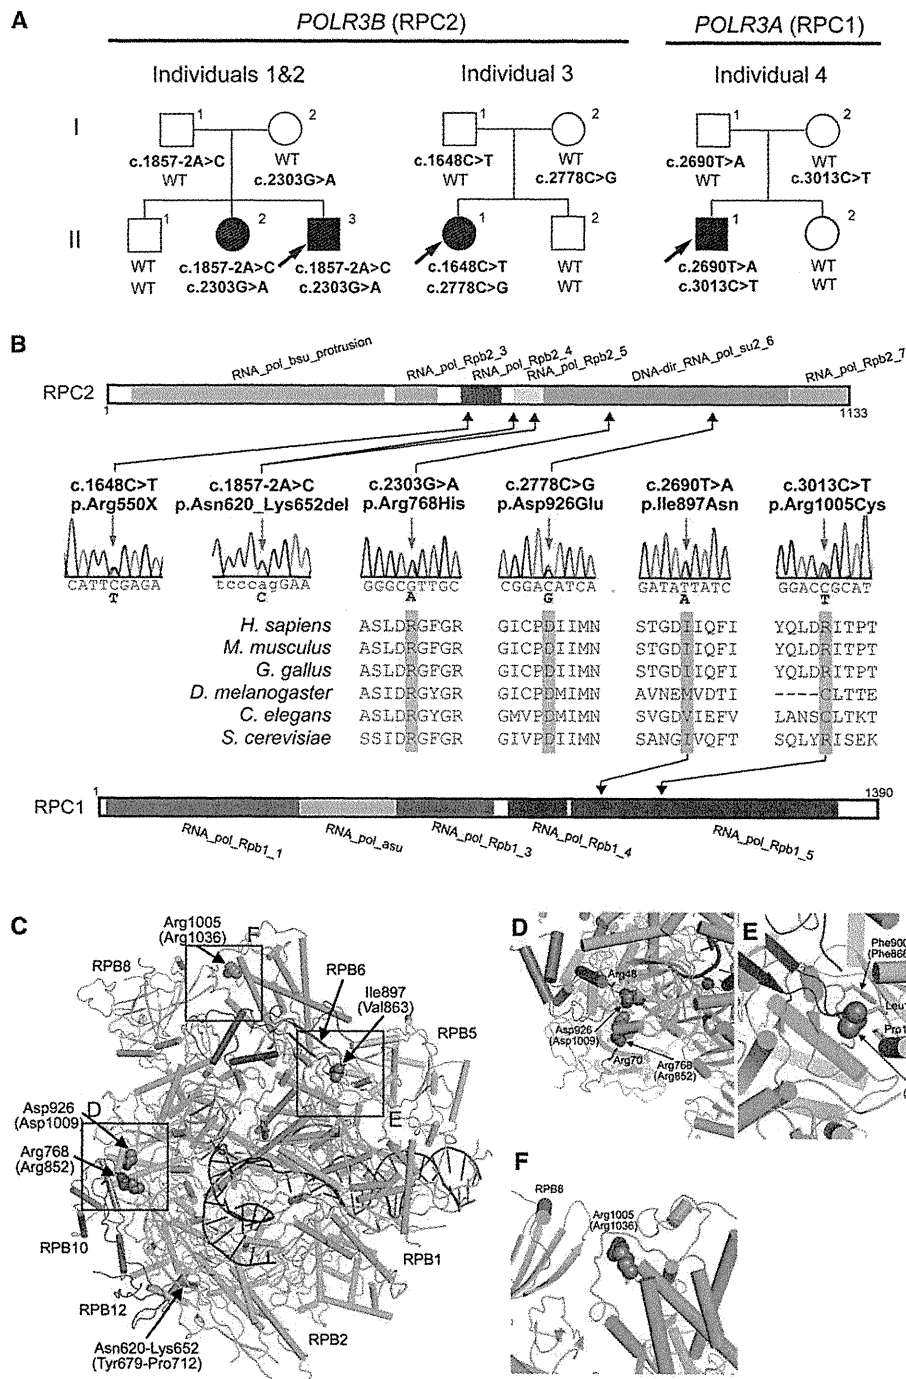 A
POLR3B (RPC2)
POLR3A (RPC1)
Individuals 1&2
Individual 3
Individual 4
I
1
2
1
2
1
2
c.1857-2A>C
WT
WT
c.2303G>A
c.1648C>T
WT
WT
c.2778C>G
c.2690T>A
WT
WT
c.3013C>T
II
1
2
3
1
2
1
2
WT
WT
c.1857-2A>C
c.2303G>A
c.1857-2A>C
c.2303G>A
c.1648C>T
c.2778C>G
WT
WT
c.2690T>A
c.3013C>T
WT
WT
B
RNA_pol_bsu_protrusion
RNA_pol_Rpb2_3
RNA_pol_Rpb2_4
RNA_pol_Rpb2_5
DNA-dir_RNA_pol_su2_6
RNA_pol_Rpb2_7
RPC2
1
1133
c.1648C>T
p.Arg550X
c.1857-2A>C
p.Asn620_Lys652del
c.2303G>A
p.Arg768His
c.2778C>G
p.Asp926Glu
c.2690T>A
p.Ile897Asn
c.3013C>T
p.Arg1005Cys
CATTCGAGA
T
tcccagGAA
C
GGGCGTTGC
A
CGGACATCA
G
GATATTATC
A
GGACCGCAT
T
H. sapiens ASLDRGFGR GICPDIIMN STGDIIQFI YQLDRITPT
M. musculus ASLDRGFGR GICPDIIMN STGDIIQFI YQLDRITPT
G. gallus ASLDRGFGR GICPDIIMN STGDIIQFI YQLDRITPT
D. melanogaster ASIDRGYGR GICPDMIMN AVNEMVDTI ----CLTTE
C. elegans ASLDRGYGR GMVPDMIMN SVGDVIEFV LANSCLTKT
S. cerevisiae SSIDRGFGR GIVPDIIMN SANGIVQFT SQLYRISEK
RPC1
1
1390
RNA_pol_Rpb1_1
RNA_pol_asu
RNA_pol_Rpb1_3
RNA_pol_Rpb1_4
RNA_pol_Rpb1_5
C
Arg1005
(Arg1036)
F
RPB8
RPB6
Ile897
(Val863)
RPB5
E
Asp926
(Asp1009)
D
Arg768
(Arg852)
RPB10
RPB12
RPB1
RPB2
Asn620-Lys652
(Tyr679-Pro712)
D
Arg48
Asp926
(Asp1009)
Arg70
Arg768
(Arg852)
E
Phe900
(Phe866
Leu
Pro1
F
RPB8
Arg1005
(Arg1036)